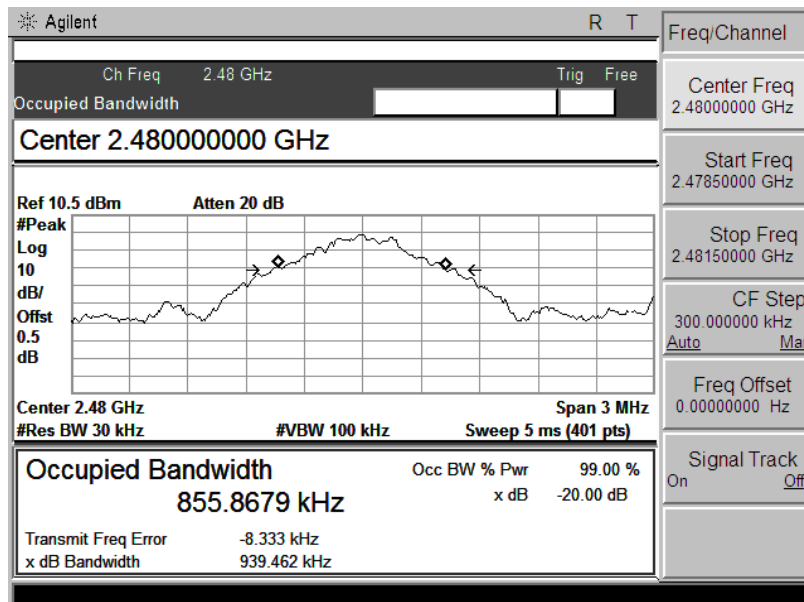 Agilent R T
Ch Freq 2.48 GHz Trig Free
Occupied Bandwidth
Center 2.480000000 GHz
Ref 10.5 dBm Atten 20 dB
#Peak
Log
10
dB/
Offst
0.5
dB
Center 2.48 GHz Span 3 MHz
#Res BW 30 kHz #VBW 100 kHz Sweep 5 ms (401 pts)
Occupied Bandwidth Occ BW % Pwr 99.00 %
855.8679 kHz x dB -20.00 dB
Transmit Freq Error -8.333 kHz
x dB Bandwidth 939.462 kHz
Freq/Channel
Center Freq
2.48000000 GHz
Start Freq
2.47850000 GHz
Stop Freq
2.48150000 GHz
CF Step
300.000000 kHz
Auto Ma
Freq Offset
0.00000000 Hz
Signal Track
On Off